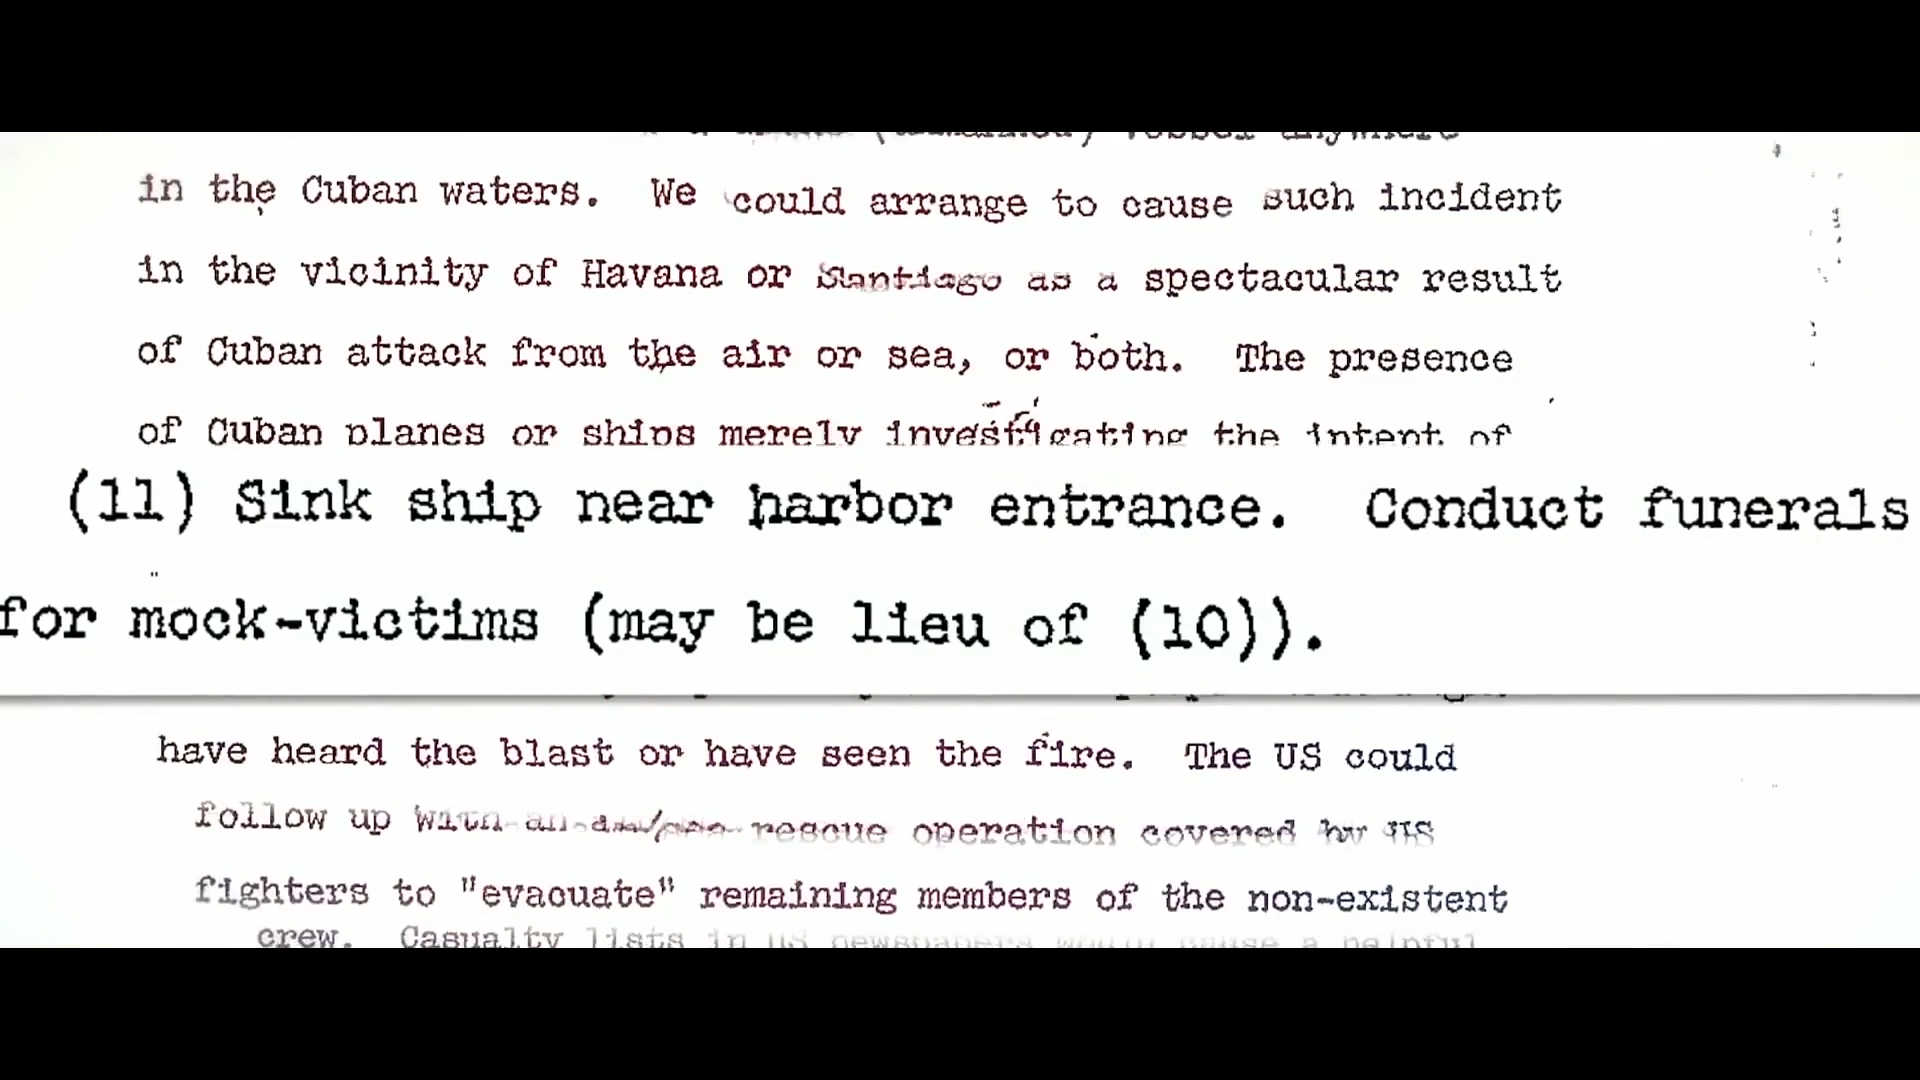 in the Cuban waters. We could arrange to cause such incident
in the vicinity of Havana or Santiago as a spectacular result
of Cuban attack from the air or sea, or both. The presence
of Cuban planes or ships merely investigating the intent of
(11) Sink ship near harbor entrance. Conduct funerals
for mock-victims (may be lieu of (10)).
have heard the blast or have seen the fire. The US could
follow up with an rescue operation covered by US
fighters to "evacuate" remaining members of the non-existent
crew. Casualty lists in US newspapers would cause a helpful